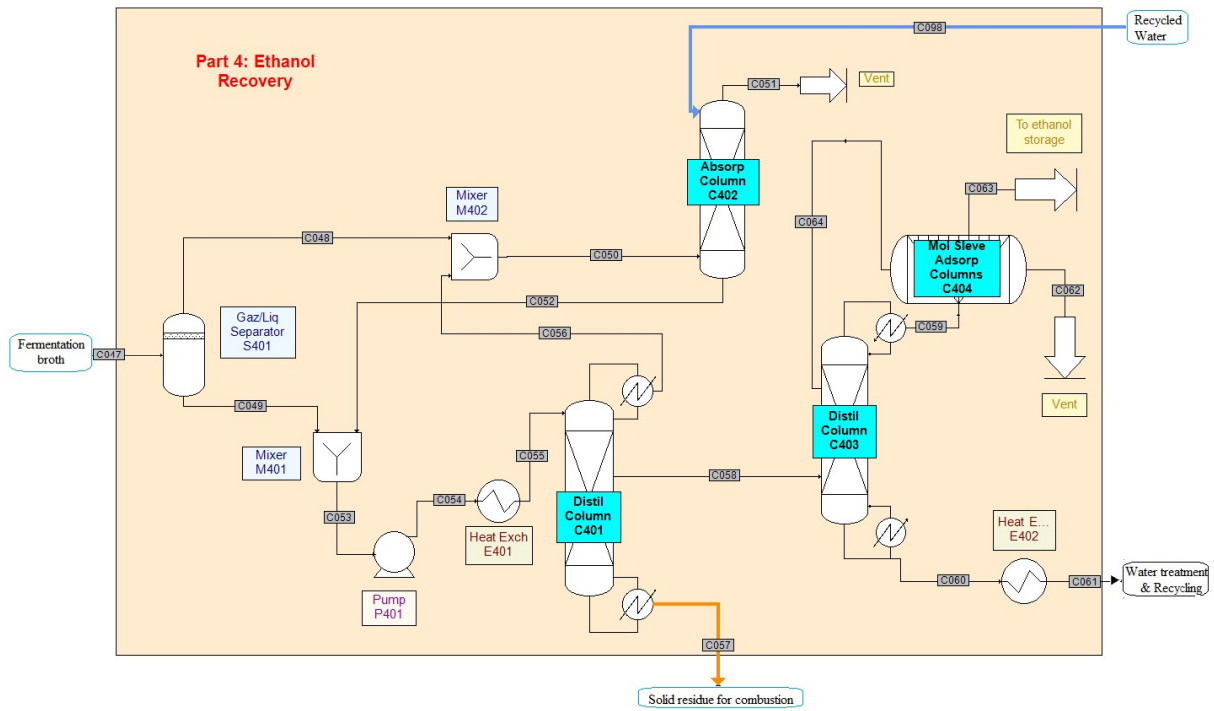 C098
Recycled
Water
Part 4: Ethanol
Recovery
C051
Vent
To ethanol
storage
Absorp
Column
C402
C063
Mixer
M402
C064
C048
Mol Sieve
Adsorp
Columns
C404
C050
C062
C052
Gaz/Liq
Separator
S401
C059
C056
Fermentation
broth
C047
Vent
C049
Distil
Column
C403
Mixer
M401
C055
C058
C054
Distil
Column
C401
C053
Heat Exch
E401
Heat E...
E402
Pump
P401
C060
C061
Water treatment
& Recycling
C057
Solid residue for combustion